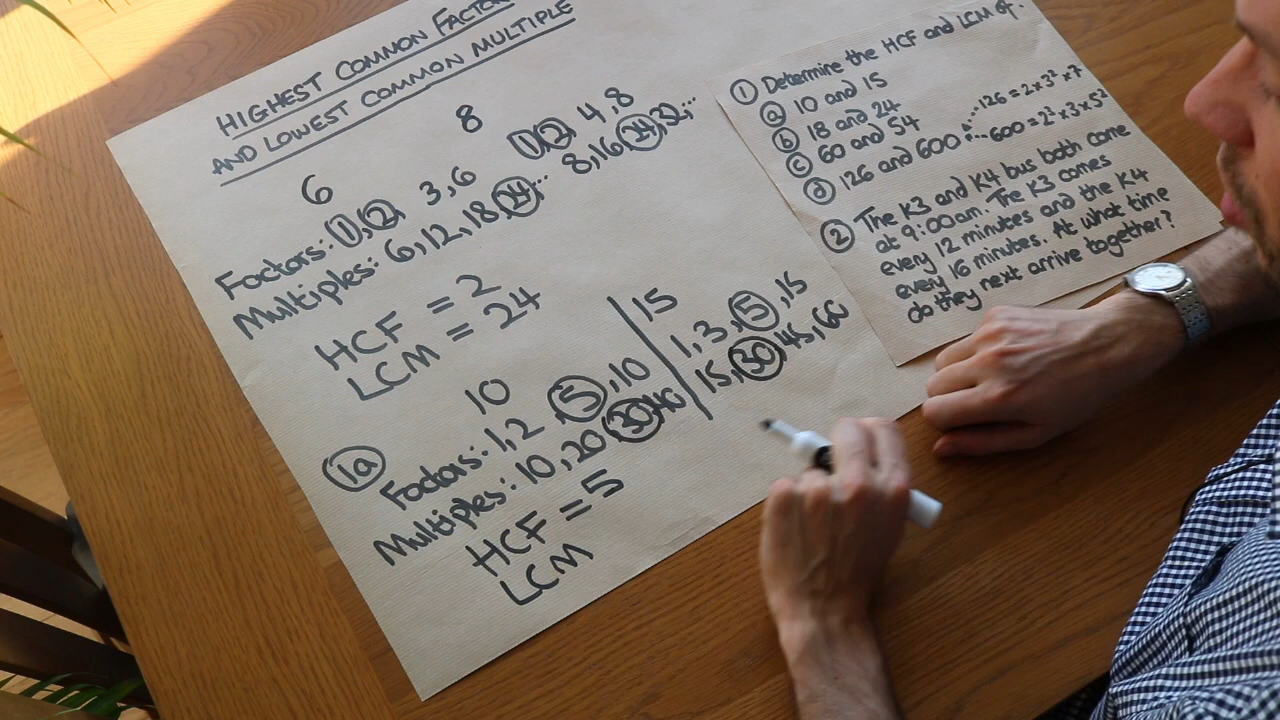 HIGHEST COMMON FACTOR
AND LOWEST COMMON MULTIPLE
6 8
Factors: 1, 2, 3, 6 1, 2, 4, 8
Multiples: 6, 12, 18, 24... 8, 16, 24, 32, ...
HCF = 2
LCM = 24
1a 10 15
Factors: 1, 2, 5, 10 1, 3, 5, 15
Multiples: 10, 20, 30, 40 15, 30, 45, 60
HCF = 5
LCM
1 Determine the HCF and LCM of.
a 10 and 15
b 18 and 24
c 60 and 54
d 126 and 600 126 = 2 x 3² x 7
600 = 2³ x 3 x 5²
2 The K3 and K4 bus both come
at 9:00am. The K3 comes
every 12 minutes and the K4
every 16 minutes. At what time
do they next arrive together?